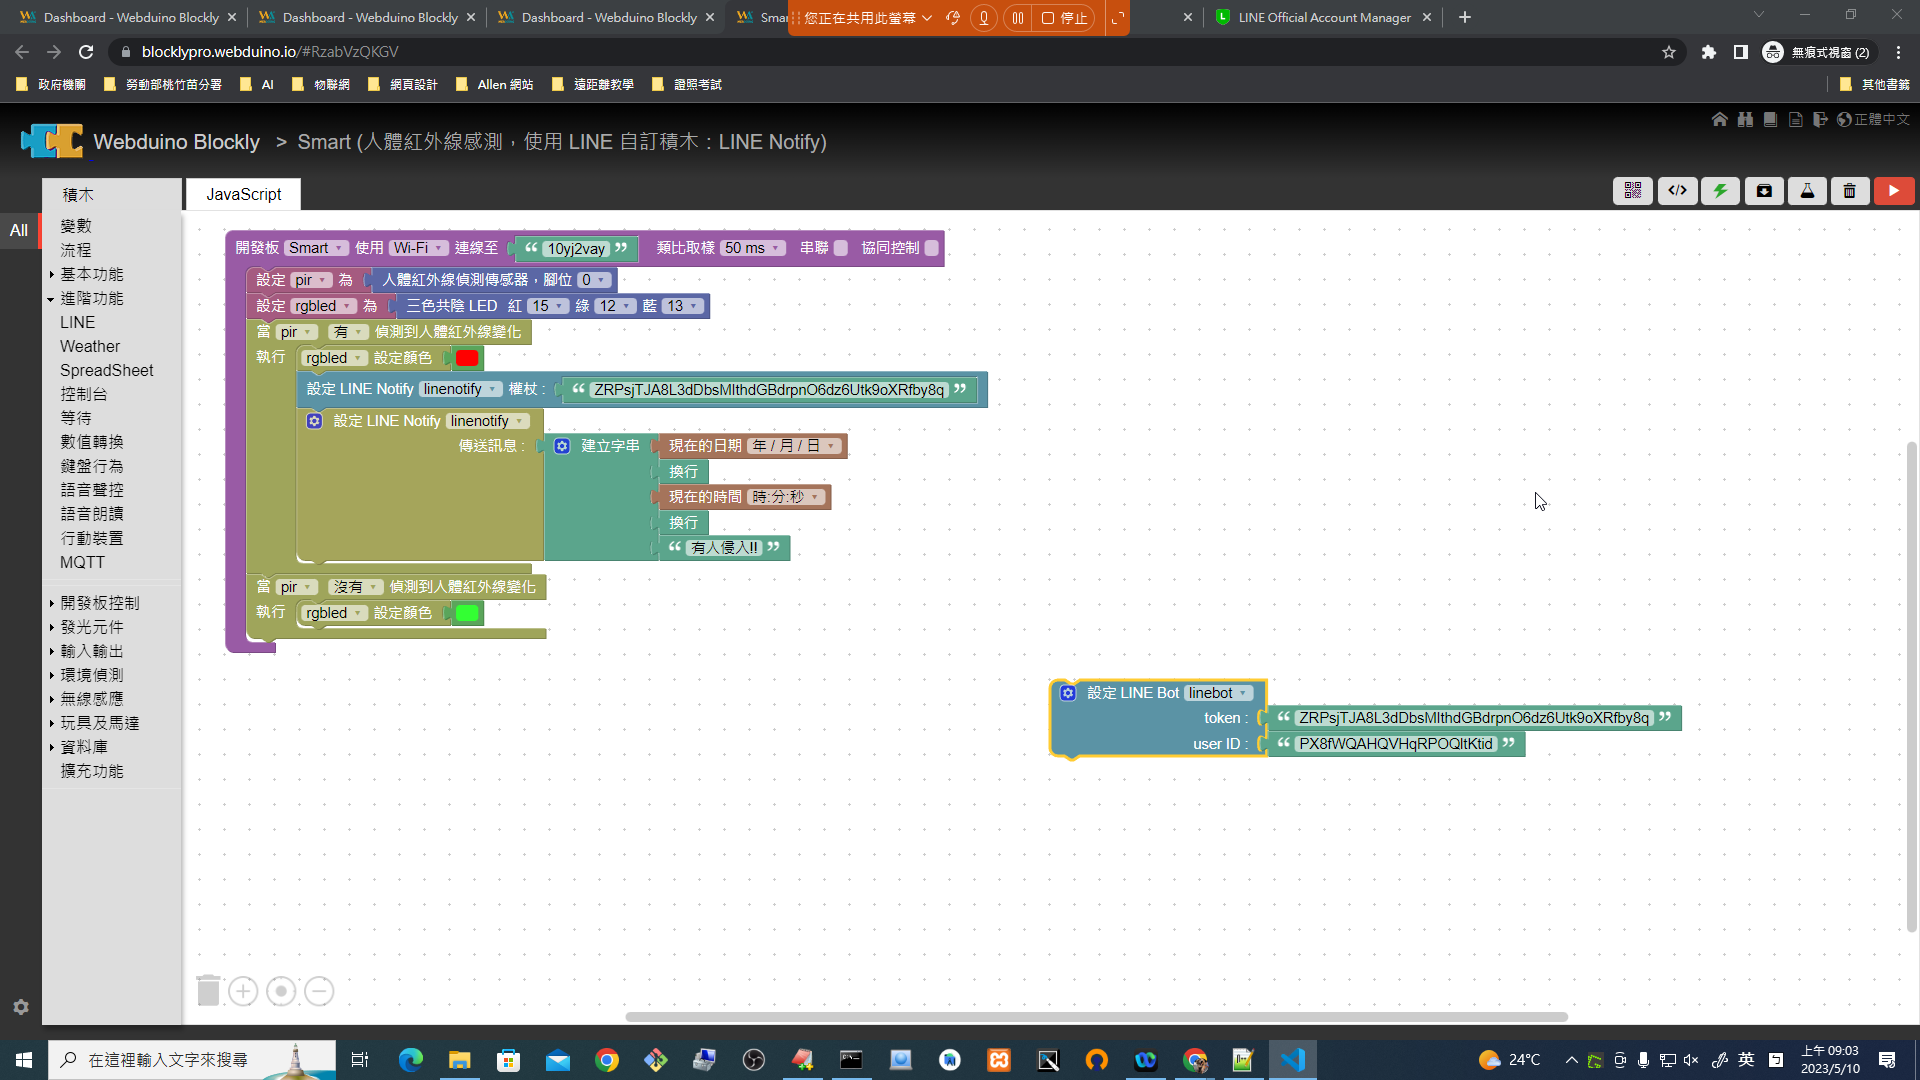 Dashboard - Webduino Blockly
Dashboard - Webduino Blockly
Dashboard - Webduino Blockly
Smar
您正在共用此螢幕
停止
LINE Official Account Manager
blocklypro.webduino.io/#RzabVzQKGV
無痕式視窗 (2)
政府機關
勞動部桃竹苗分署
AI
物聯網
網頁設計
Allen 網站
遠距離教學
證照考試
其他書籤
Webduino Blockly > Smart (人體紅外線感測，使用 LINE 自訂積木：LINE Notify)
正體中文
積木
JavaScript
All
變數
流程
基本功能
進階功能
LINE
Weather
SpreadSheet
控制台
等待
數值轉換
鍵盤行為
語音聲控
語音朗讀
行動裝置
MQTT
開發板控制
發光元件
輸入輸出
環境偵測
無線感應
玩具及馬達
資料庫
擴充功能
開發板 Smart 使用 Wi-Fi 連線至 “ 10yj2vay ” 類比取樣 50 ms 串聯 協同控制
設定 pir 為 人體紅外線偵測傳感器，腳位 0
設定 rgbled 為 三色共陰 LED 紅 15 綠 12 藍 13
當 pir 有 偵測到人體紅外線變化
執行 rgbled 設定顏色
設定 LINE Notify linenotify 權杖 : “ ZRPsjTJA8L3dDbsMlthdGBdrpnO6dz6Utk9oXRfby8q ”
設定 LINE Notify linenotify
傳送訊息 : 建立字串 現在的日期 年 / 月 / 日
換行
現在的時間 時:分:秒
換行
“ 有人侵入!! ”
當 pir 沒有 偵測到人體紅外線變化
執行 rgbled 設定顏色
設定 LINE Bot linebot
token : “ ZRPsjTJA8L3dDbsMlthdGBdrpnO6dz6Utk9oXRfby8q ”
user ID : “ PX8fWQAHQVHqRPOQltKtid ”
在這裡輸入文字來搜尋
24°C
英
上午 09:03
2023/5/10